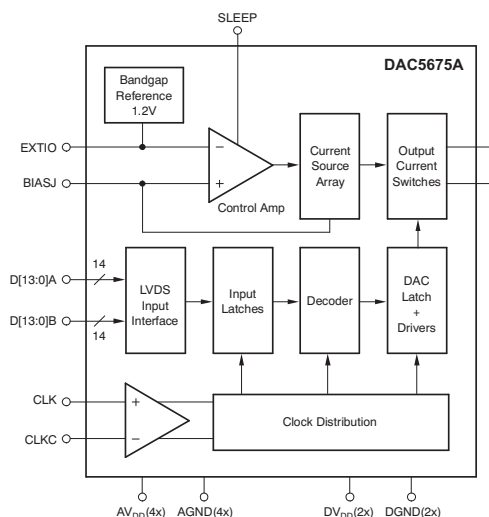 SLEEP
DAC5675A
Bandgap
Reference
1.2V
EXTIO
BIASJ
−
+
Control Amp
Current
Source
Array
Output
Current
Switches
D[13:0]A
14
D[13:0]B
14
LVDS
Input
Interface
Input
Latches
Decoder
DAC
Latch
+
Drivers
CLK
+
CLKC
−
Clock Distribution
AVDD(4x)
AGND(4x)
DVDD(2x)
DGND(2x)